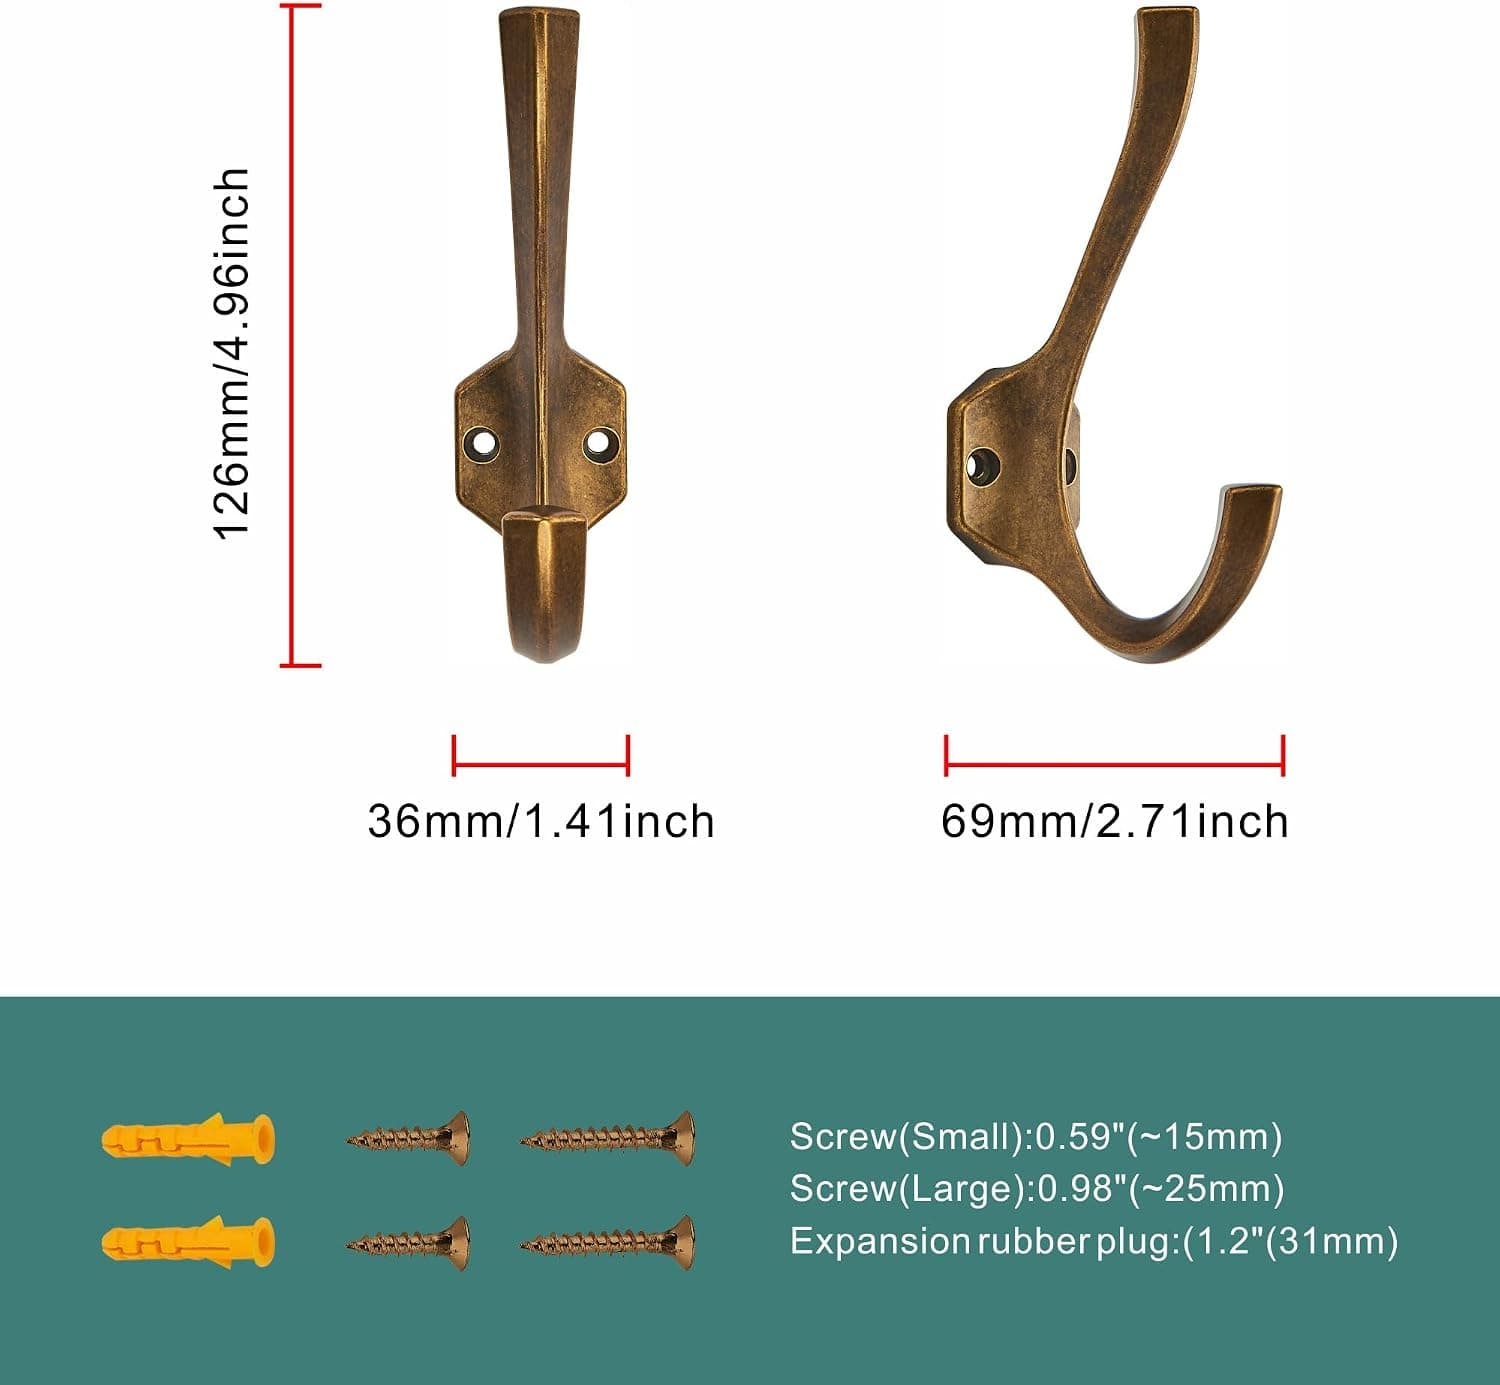 126mm/4.96inch
36mm/1.41inch
69mm/2.71inch
Screw(Small):0.59"(~15mm)
Screw(Large):0.98"(~25mm)
Expansion rubber plug:(1.2"(31mm)